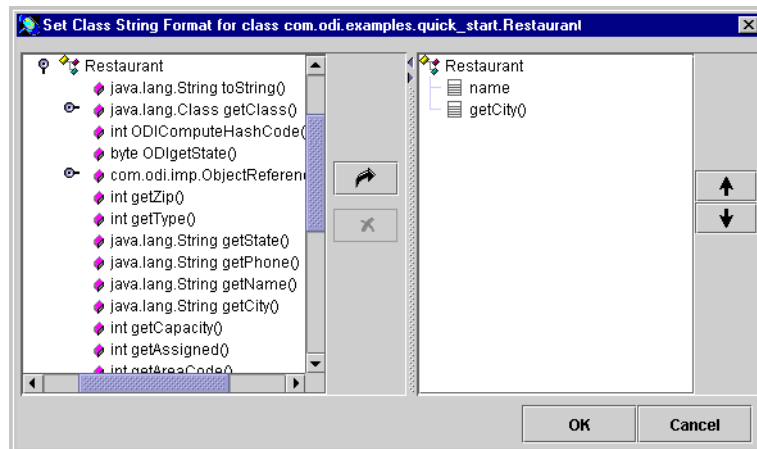 Set Class String Format for class com.odi.examples.quick_start.Restaurant
Restaurant
java.lang.String toString()
java.lang.Class getClass()
int ODIComputeHashCode(
byte ODIgetState()
com.odi.imp.ObjectReferen
int getZip()
int getType()
java.lang.String getState()
java.lang.String getPhone()
java.lang.String getName()
java.lang.String getCity()
int getCapacity()
int getAssigned()
int getAreaCode()
Restaurant
name
getCity()
OK
Cancel